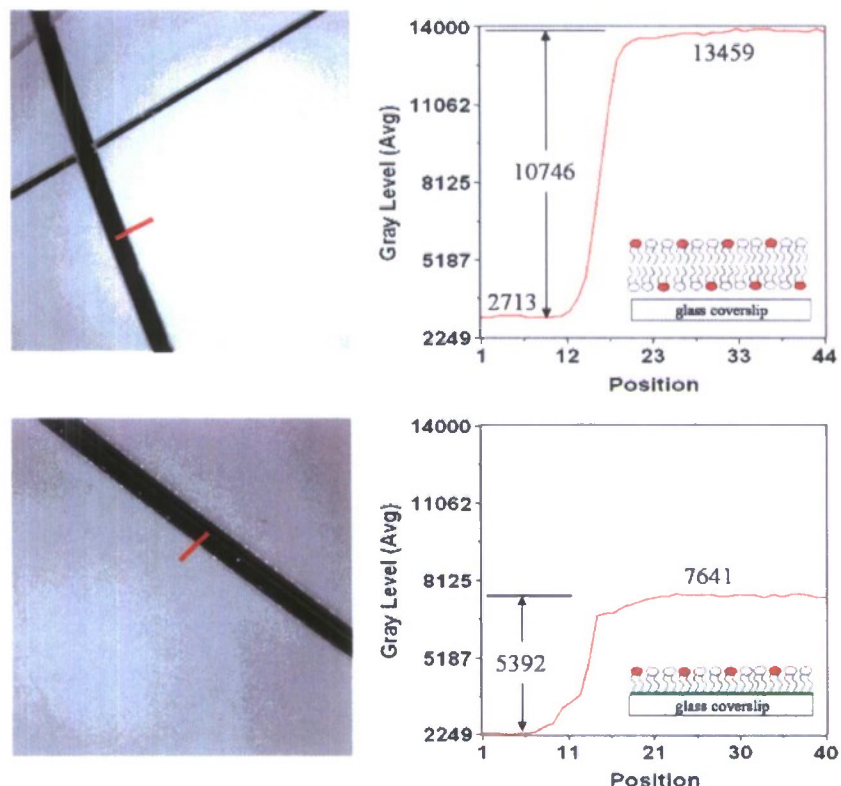 14000
13459
11062
Gray Level (Avg)
10746
8125
5187
2713
glass coverslip
2249
1 12 23 33 44
Position
14000
11062
Gray Level (Avg)
8125
7641
5187
5392
glass coverslip
2249
1 11 21 30 40
Position